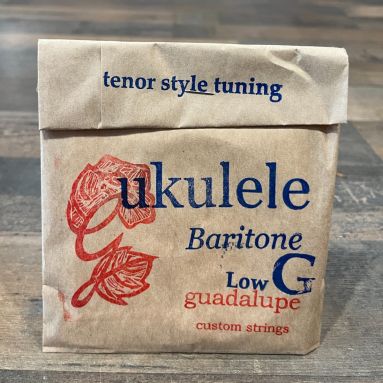 tenor style tuning
ukulele
Baritone
Low G
guadalupe
custom strings